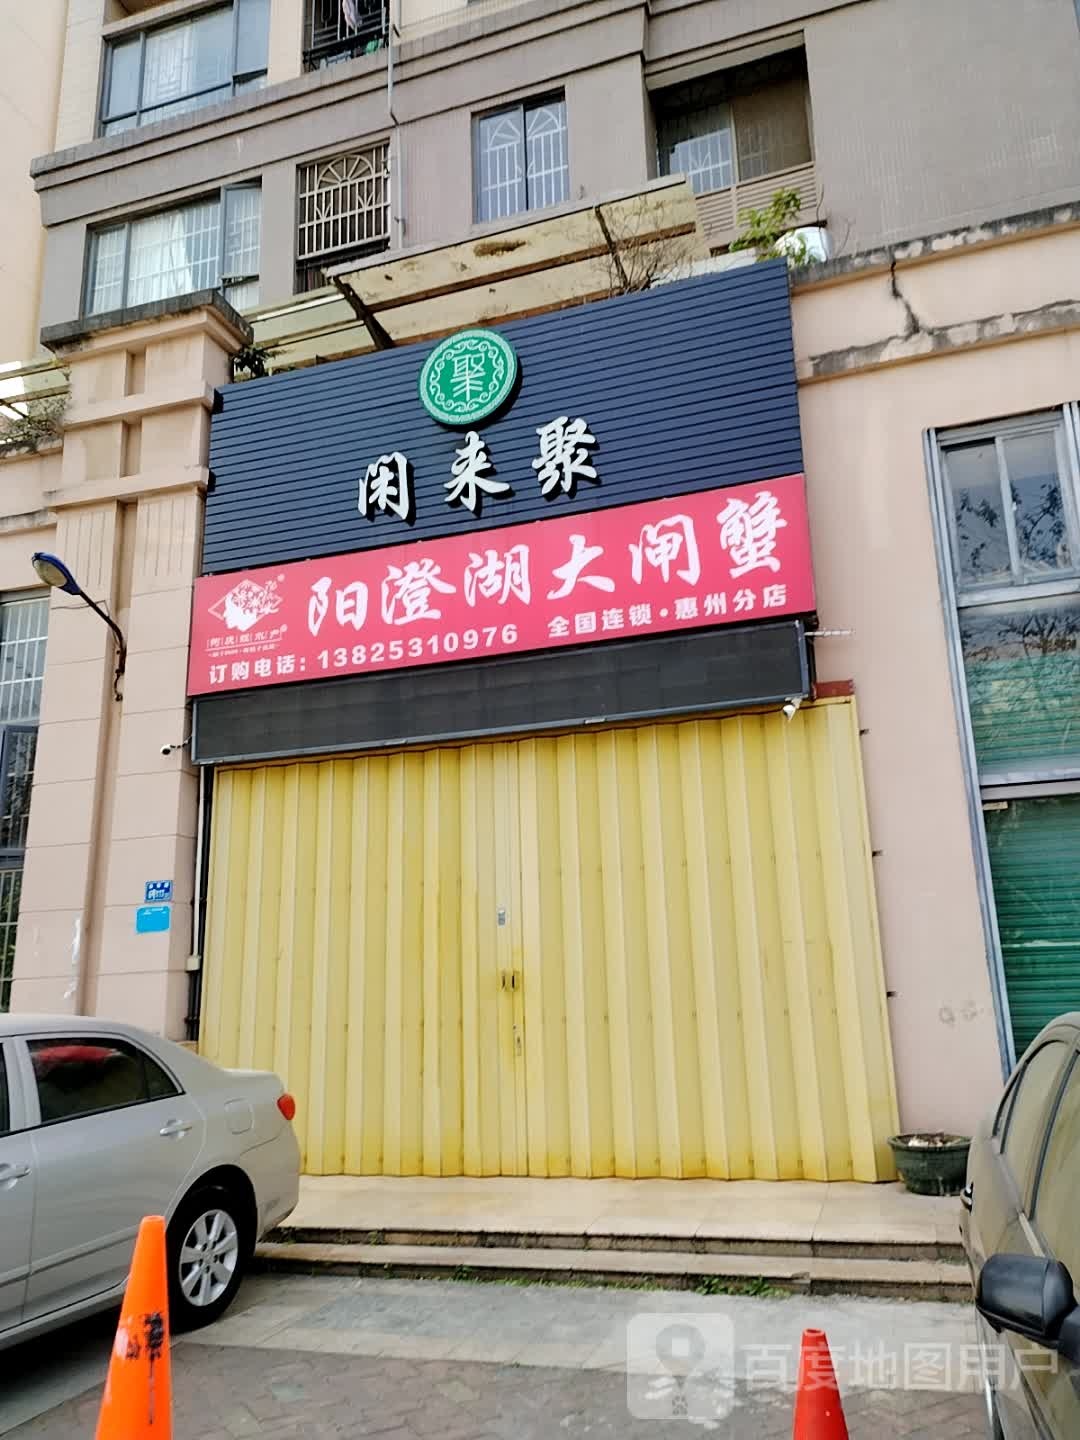 聚
闲来聚
阳澄湖大闸蟹
订购电话：13825310976 全国连锁·惠州分店
百度地图用户